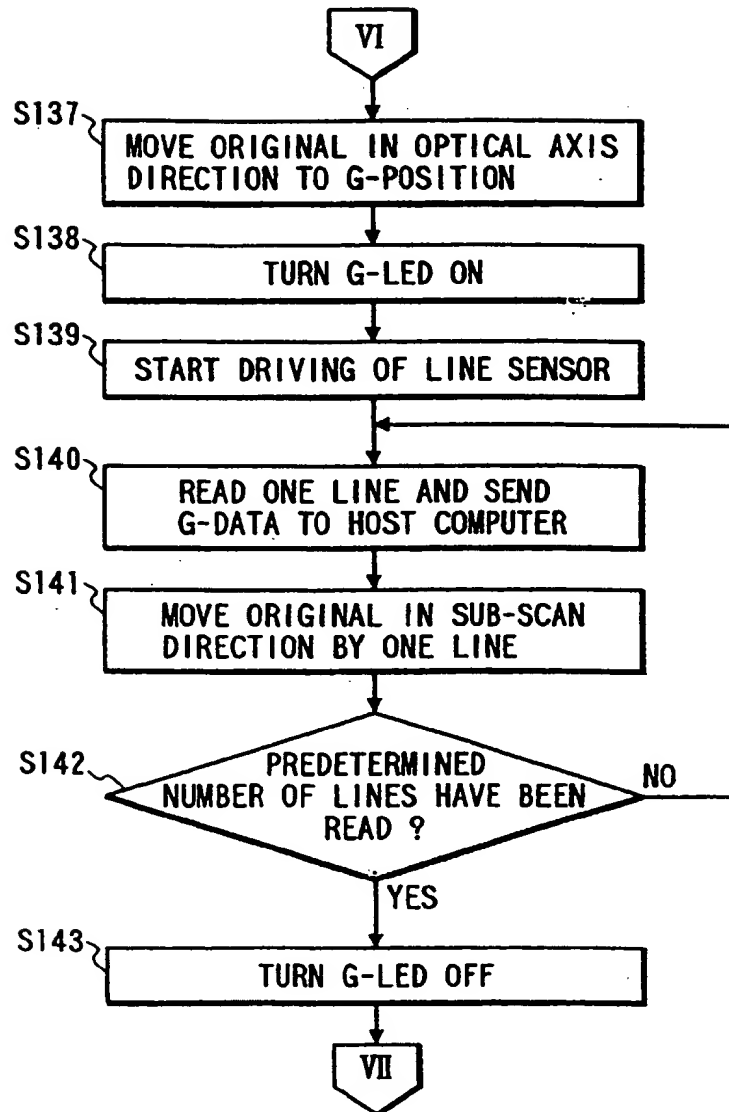 VI
S137
MOVE ORIGINAL IN OPTICAL AXIS
DIRECTION TO G-POSITION
S138
TURN G-LED ON
S139
START DRIVING OF LINE SENSOR
S140
READ ONE LINE AND SEND
G-DATA TO HOST COMPUTER
S141
MOVE ORIGINAL IN SUB-SCAN
DIRECTION BY ONE LINE
S142
PREDETERMINED
NUMBER OF LINES HAVE BEEN
READ ?
NO
YES
S143
TURN G-LED OFF
VII